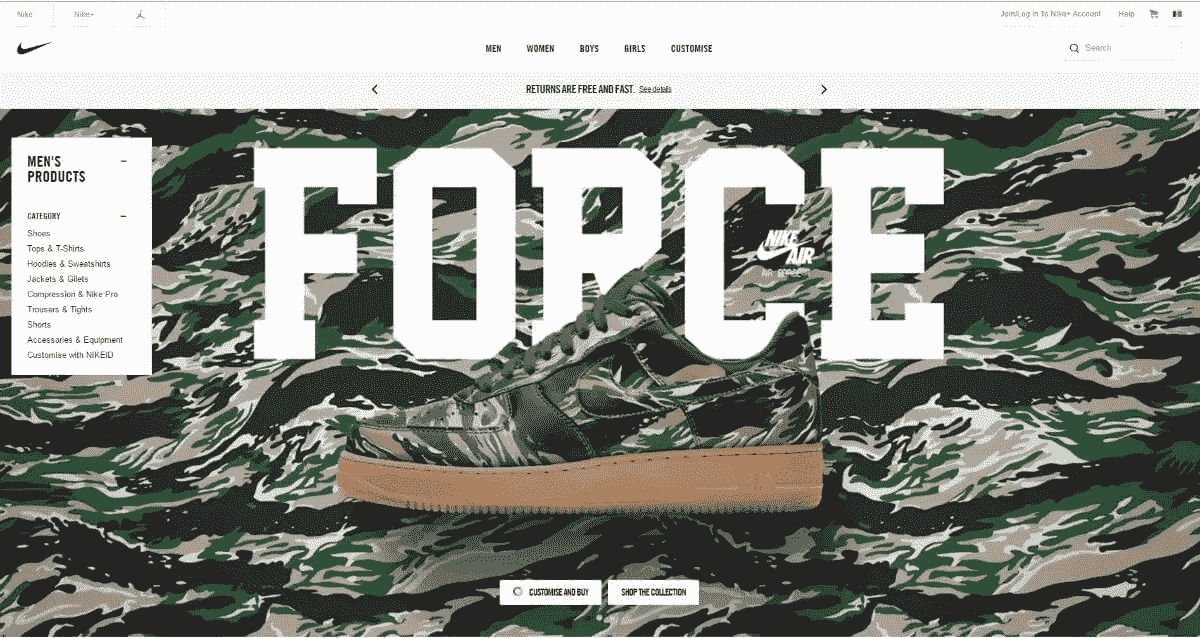 Nike
Nike+
Join/Log In To Nike+ Account
Help
MEN
WOMEN
BOYS
GIRLS
CUSTOMISE
Search
RETURNS ARE FREE AND FAST. See details
MEN'S
PRODUCTS
CATEGORY
Shoes
Tops & T-Shirts
Hoodies & Sweatshirts
Jackets & Gilets
Compression & Nike Pro
Trousers & Tights
Shorts
Accessories & Equipment
Customise with NIKEiD
FORCE
NIKE
AIR
AIR FORCE
CUSTOMISE AND BUY
SHOP THE COLLECTION